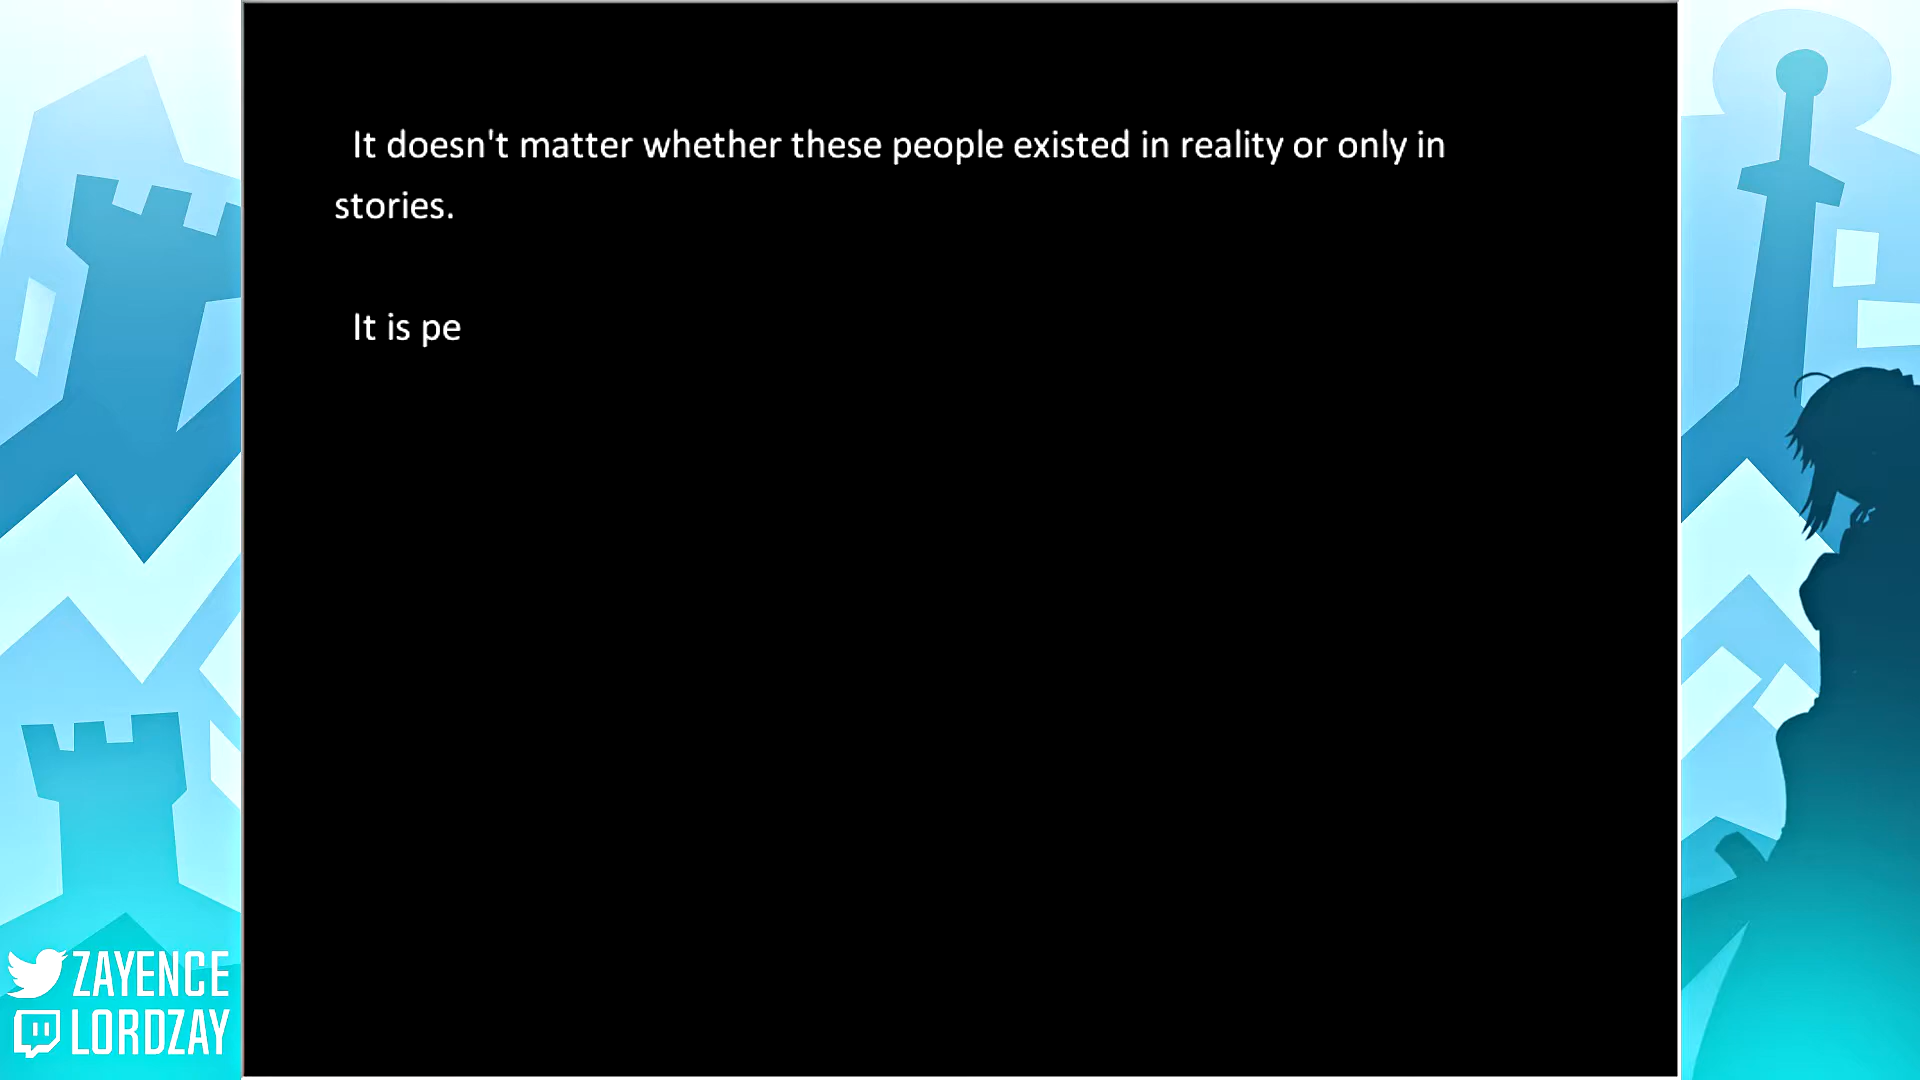 It doesn't matter whether these people existed in reality or only in
stories.
It is pe
ZAYENCE
LORDZAY